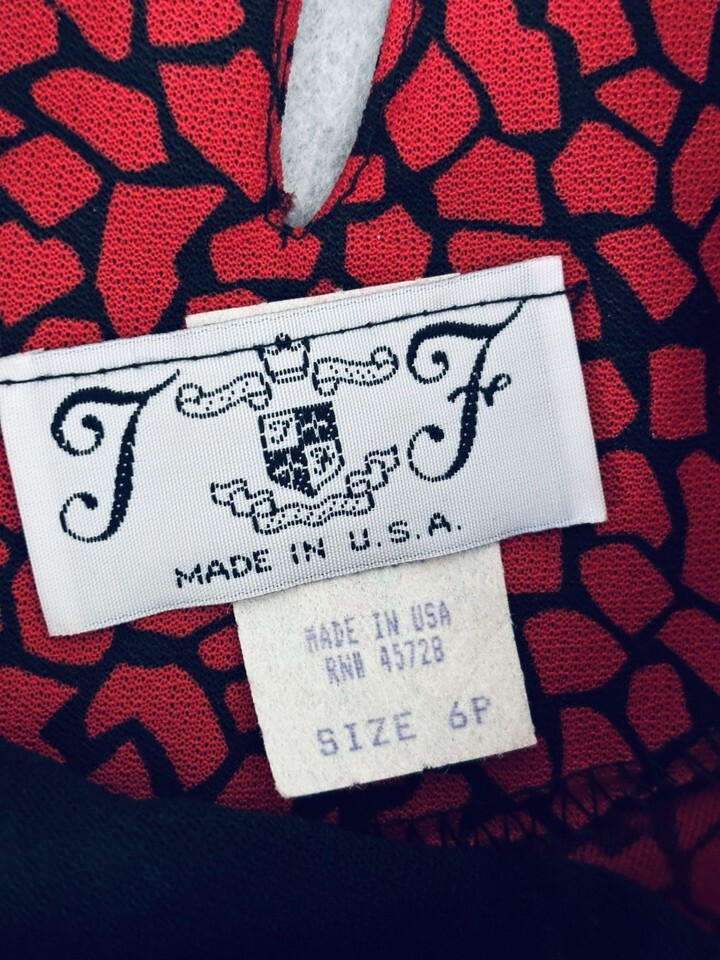 J F
MADE IN U.S.A.
MADE IN USA
RN# 45728
SIZE 6P